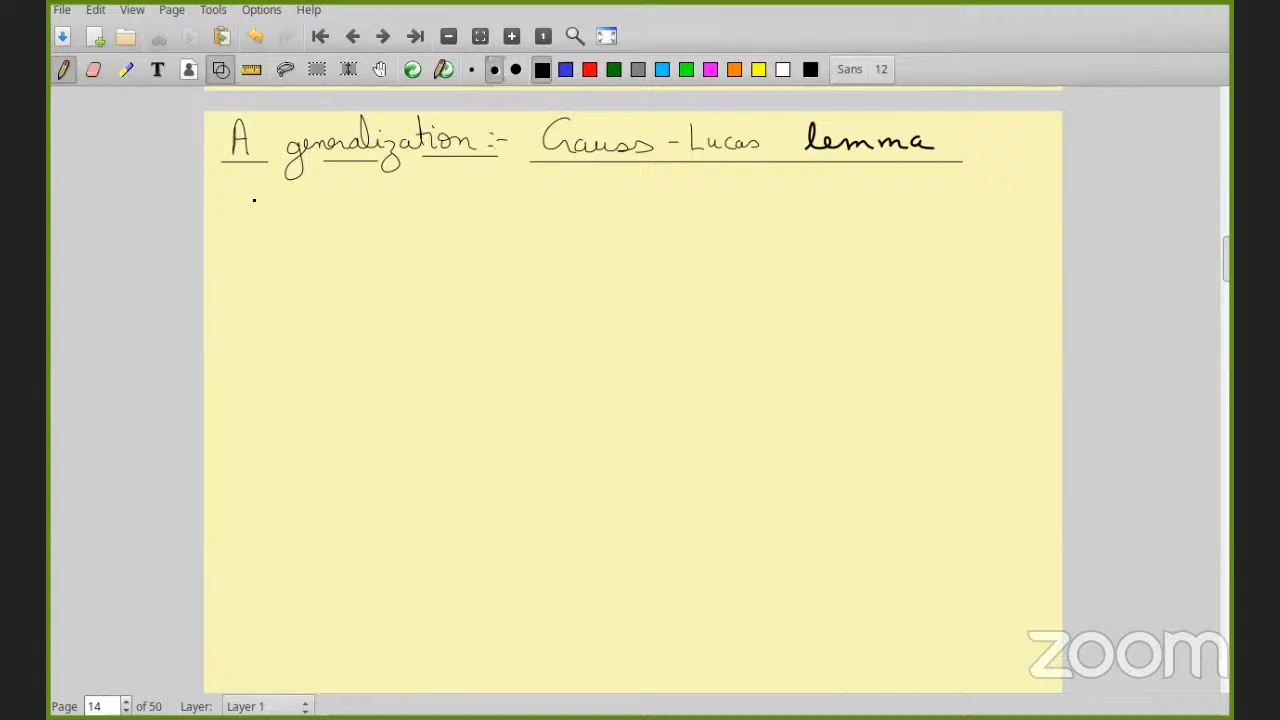 File Edit View Page Tools Options Help
Sans 12
A generalization :- Gauss - Lucas lemma
zoom
Page 14 of 50 Layer: Layer 1